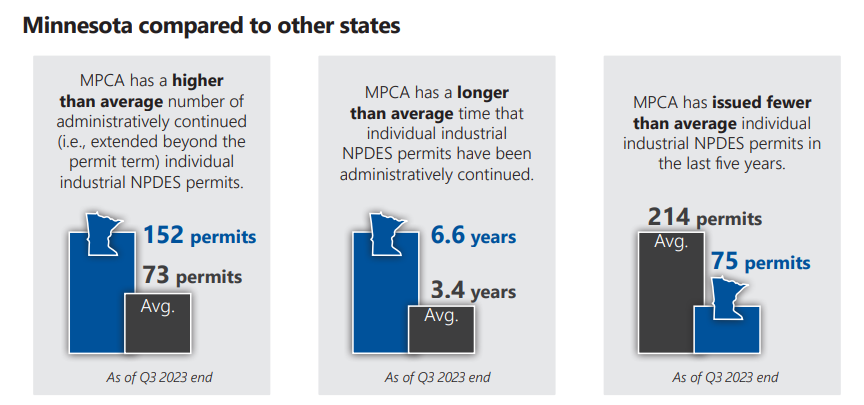 Minnesota compared to other states
MPCA has a higher
than average number of
administratively continued
(i.e., extended beyond the
permit term) individual
industrial NPDES permits.
152 permits
73 permits
Avg.
As of Q3 2023 end
MPCA has a longer
than average time that
individual industrial
NPDES permits have been
administratively continued.
6.6 years
3.4 years
Avg.
As of Q3 2023 end
MPCA has issued fewer
than average individual
industrial NPDES permits in
the last five years.
214 permits
Avg.
75 permits
As of Q3 2023 end